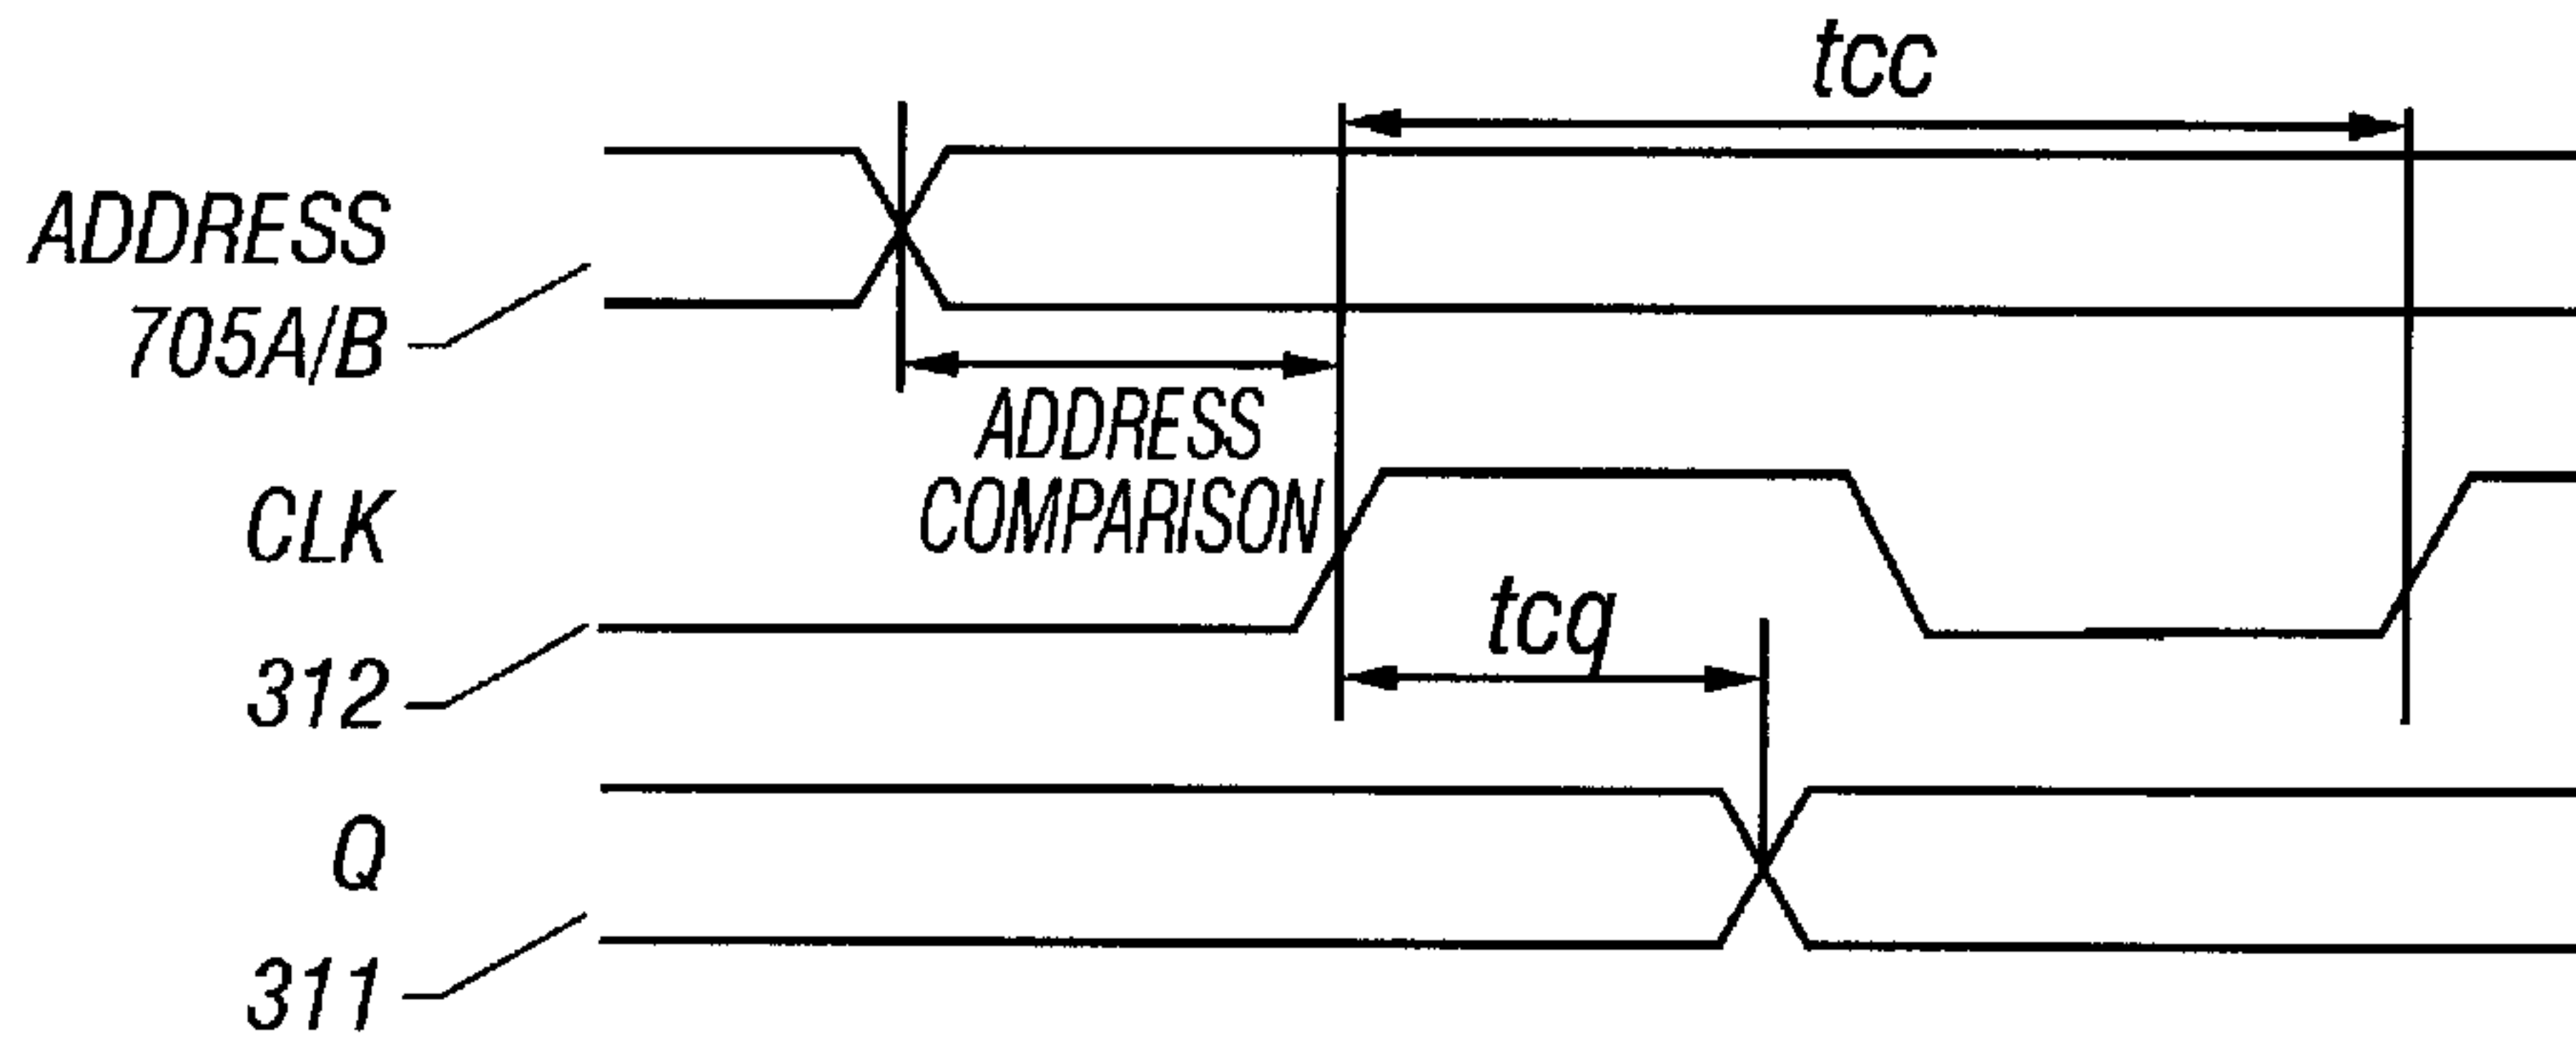 tcc
ADDRESS
705A/B
ADDRESS
COMPARISON
CLK
tcq
312
Q
311